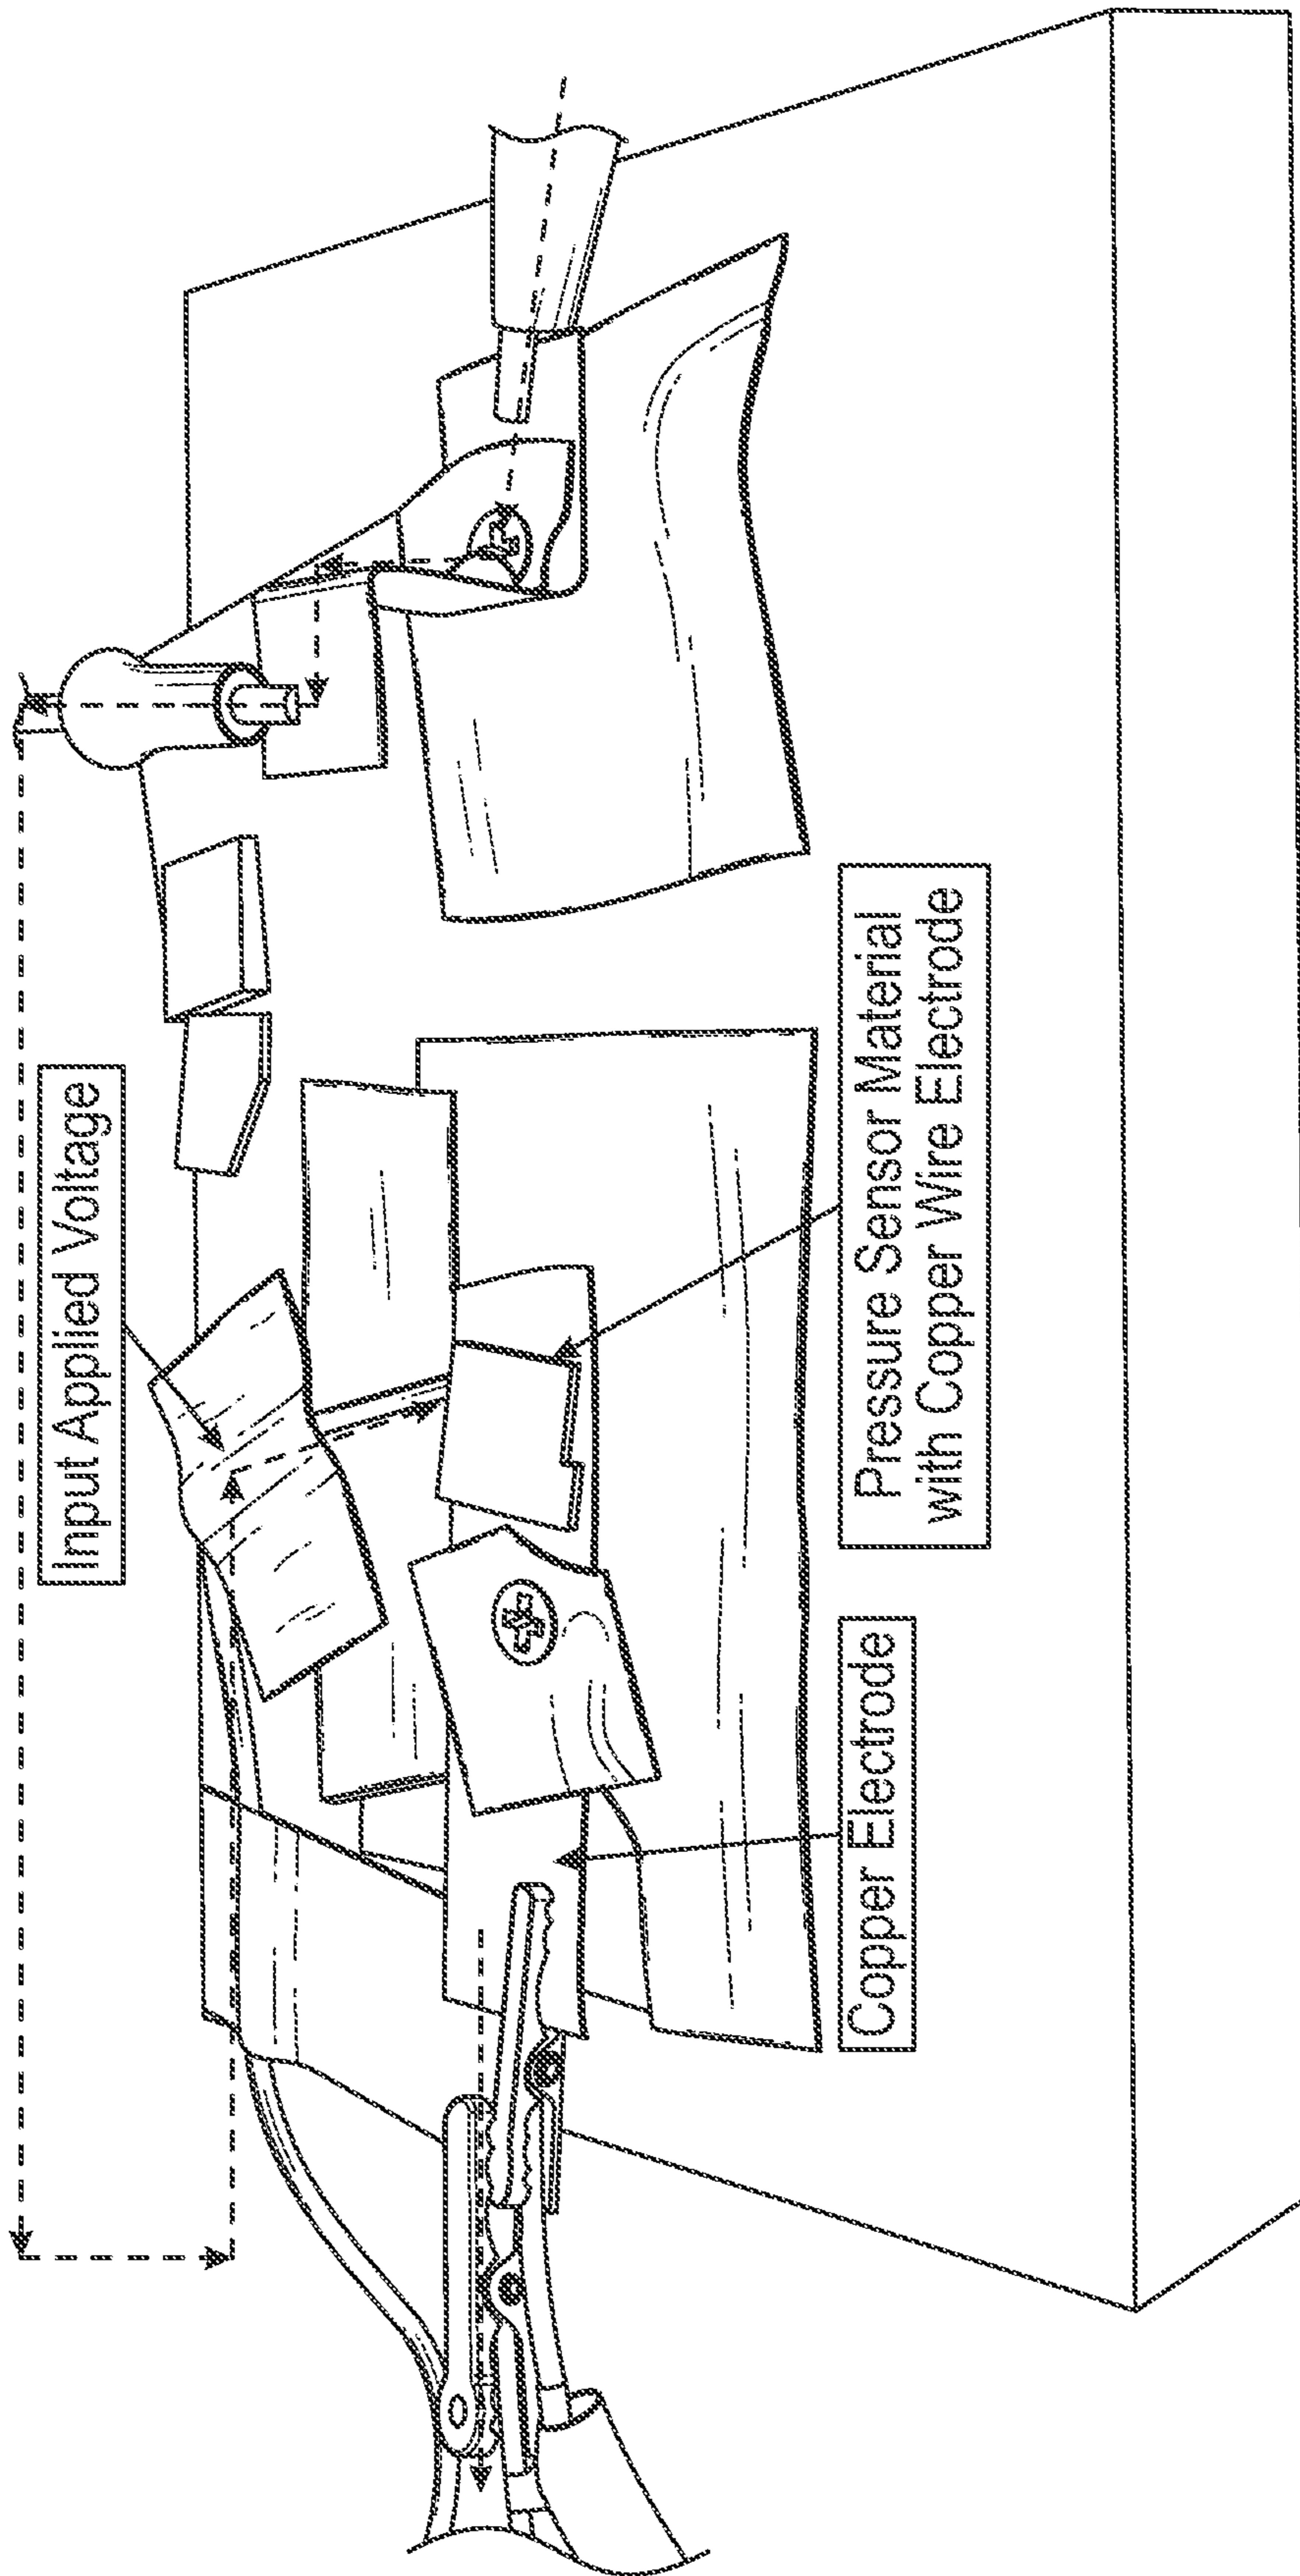 Input Applied Voltage
Copper Electrode
Pressure Sensor Material
with Copper Wire Electrode